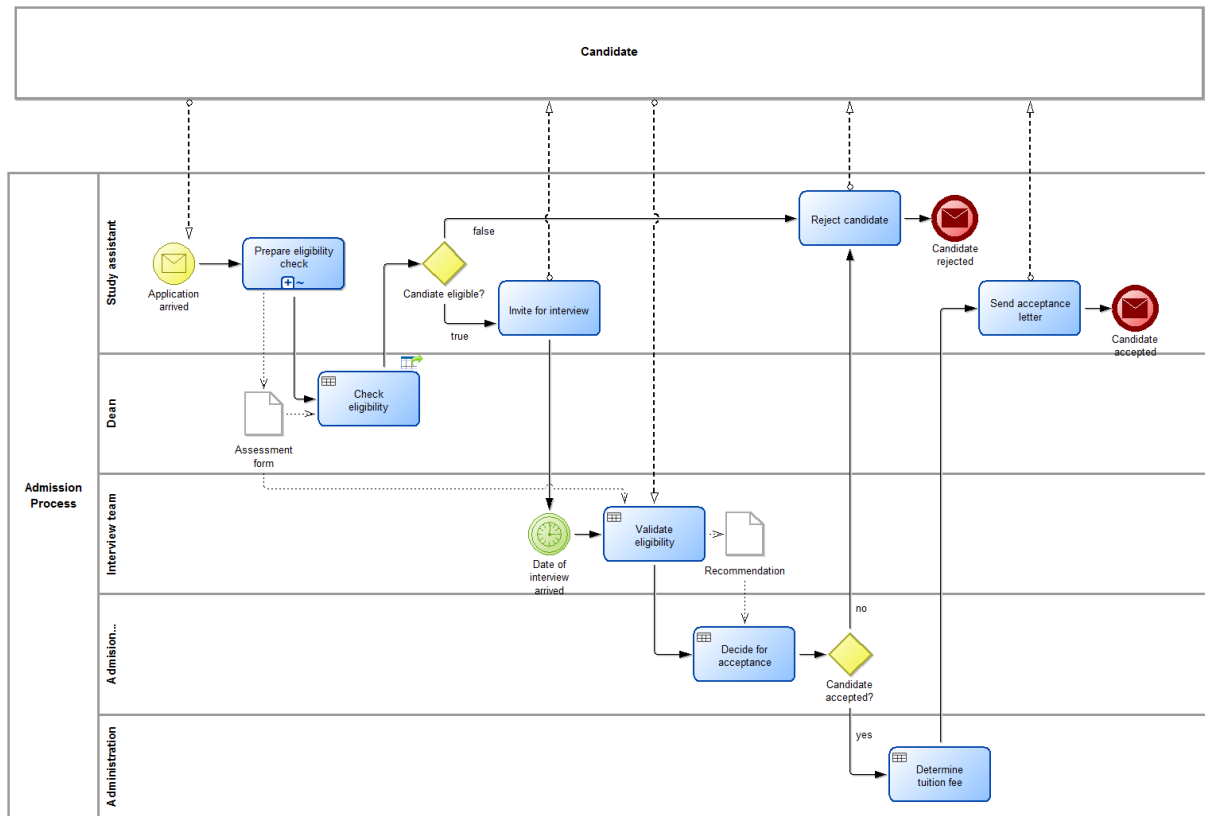 Candidate
Admission
Process
Study assistant
Application
arrived
Prepare eligibility
check
Candiate eligible?
false
true
Invite for interview
Reject candidate
Candidate
rejected
Send acceptance
letter
Candidate
accepted
Dean
Assessment
form
Check
eligibility
Interview team
Date of
interview
arrived
Validate
eligibility
Recommendation
Admision...
Decide for
acceptance
Candidate
accepted?
no
yes
Administration
Determine
tuition fee